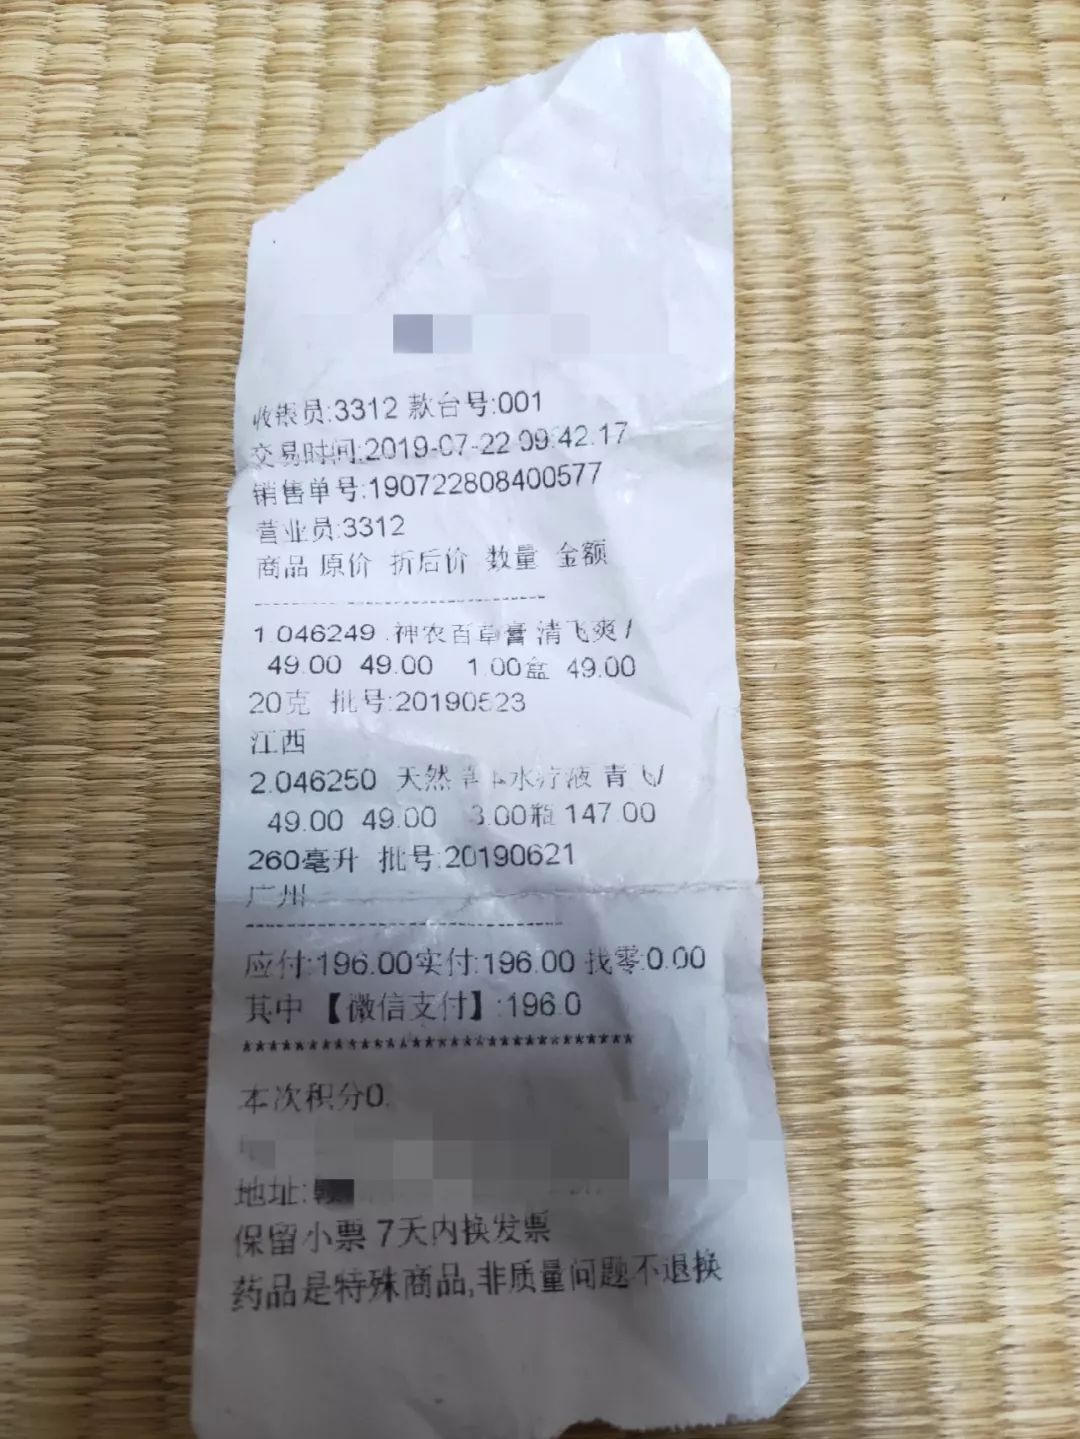 收银员:3312 款台号:001
交易时间:2019-07-22 09:42:17
销售单号:190722808400577
营业员:3312
商品 原价 折后价 数量 金额
--------------------------------
1.046249 神农百草膏 清飞爽/
49.00 49.00 1.00盒 49.00
20克 批号:20190523
江西
2.046250 天然 水疗液 青飞/
49.00 49.00 3.00瓶 147.00
260毫升 批号:20190621
广州
--------------------------------
应付:196.00实付:196.00 找零:0.00
其中【微信支付】:196.0
********************************
本次积分0.
地址:
保留小票 7天内换发票
药品是特殊商品,非质量问题不退换